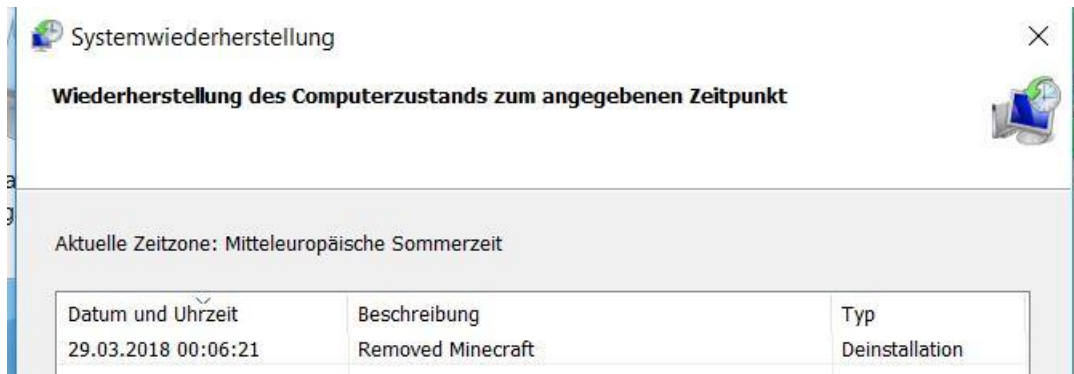 Systemwiederherstellung
Wiederherstellung des Computerzustands zum angegebenen Zeitpunkt
Aktuelle Zeitzone: Mitteleuropäische Sommerzeit
Datum und Uhrzeit Beschreibung Typ
29.03.2018 00:06:21 Removed Minecraft Deinstallation